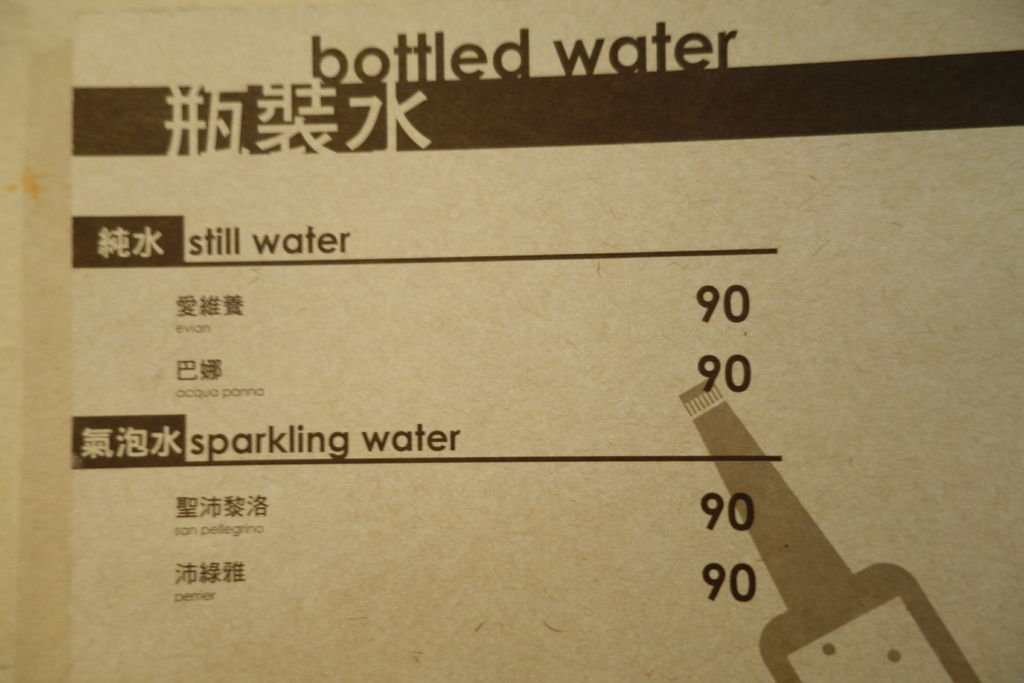 bottled water
瓶裝水
純水 still water
愛維養 90
evian
巴娜 90
acqua panna
氣泡水 sparkling water
聖沛黎洛 90
san pellegrino
沛綠雅 90
perrier